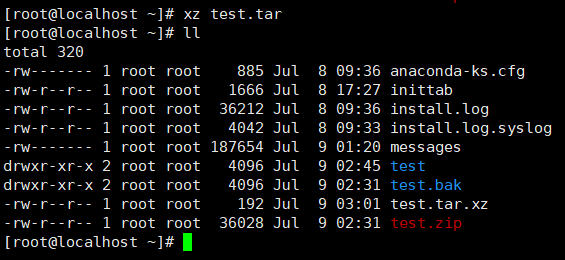 [root@localhost ~]# xz test.tar
[root@localhost ~]# ll
total 320
-rw------- 1 root root    885 Jul  8 09:36 anaconda-ks.cfg
-rw-r--r-- 1 root root   1666 Jul  8 17:27 inittab
-rw-r--r-- 1 root root  36212 Jul  8 09:36 install.log
-rw-r--r-- 1 root root   4042 Jul  8 09:33 install.log.syslog
-rw------- 1 root root 187654 Jul  9 01:20 messages
drwxr-xr-x 2 root root   4096 Jul  9 02:45 test
drwxr-xr-x 2 root root   4096 Jul  9 02:31 test.bak
-rw-r--r-- 1 root root    192 Jul  9 03:01 test.tar.xz
-rw-r--r-- 1 root root  36028 Jul  9 02:31 test.zip
[root@localhost ~]#